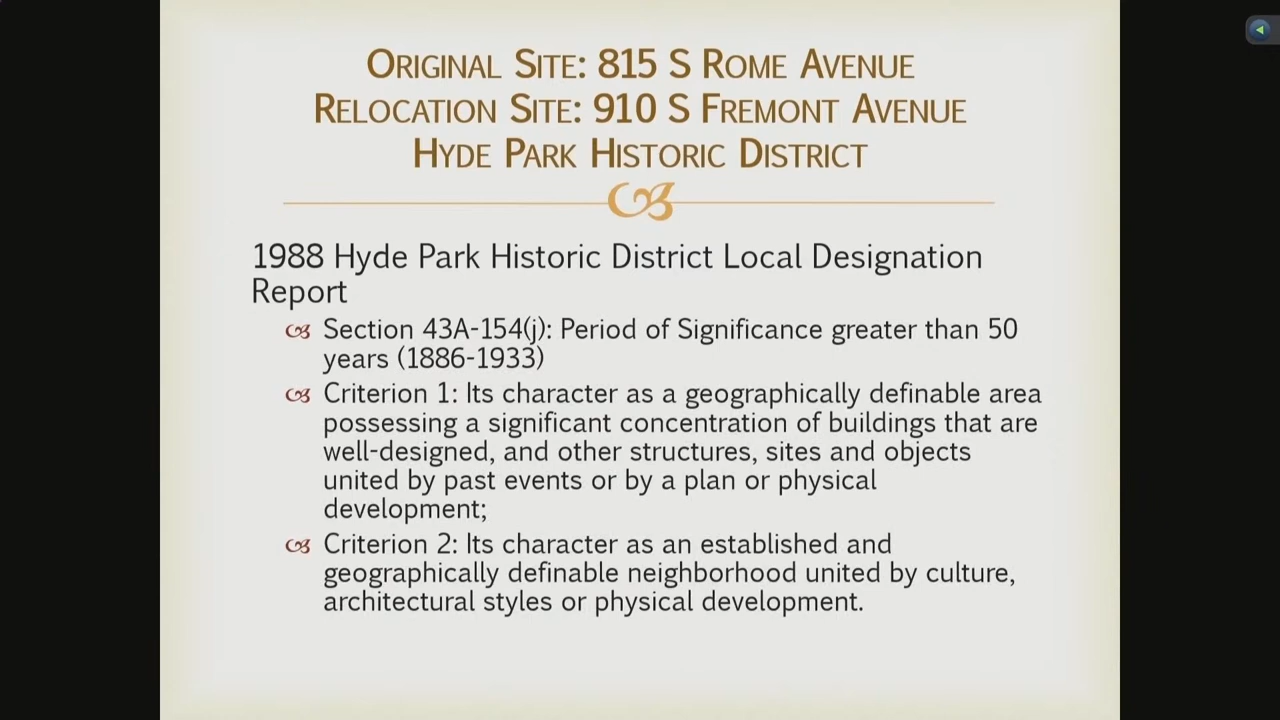 ORIGINAL SITE: 815 S ROME AVENUE
RELOCATION SITE: 910 S FREMONT AVENUE
HYDE PARK HISTORIC DISTRICT
1988 Hyde Park Historic District Local Designation
Report
Section 43A-154(j): Period of Significance greater than 50
years (1886-1933)
Criterion 1: Its character as a geographically definable area
possessing a significant concentration of buildings that are
well-designed, and other structures, sites and objects
united by past events or by a plan or physical
development;
Criterion 2: Its character as an established and
geographically definable neighborhood united by culture,
architectural styles or physical development.